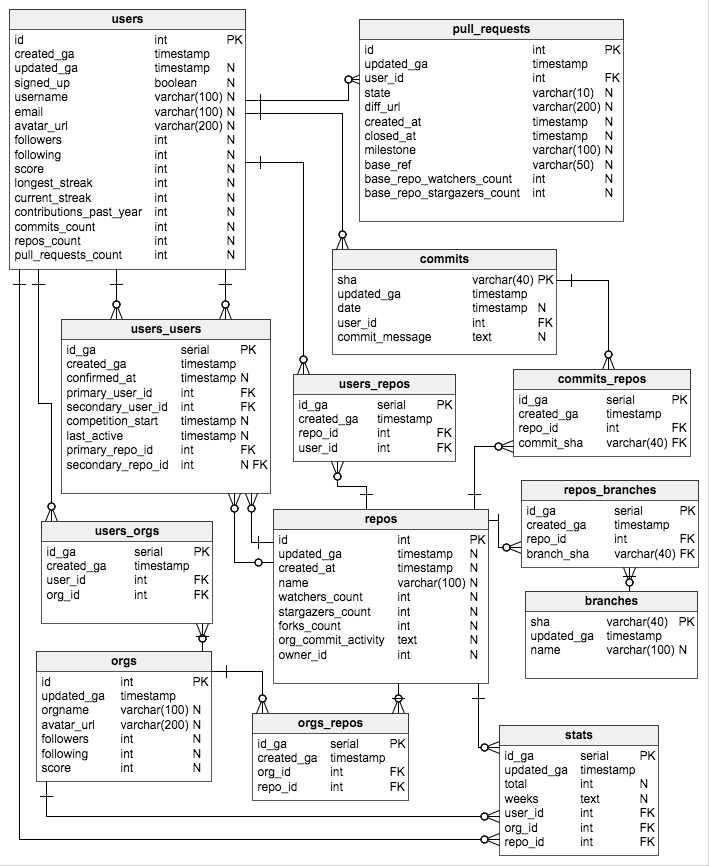 users
id int PK
created_ga timestamp
updated_ga timestamp N
signed_up boolean N
username varchar(100) N
email varchar(100) N
avatar_url varchar(200) N
followers int N
following int N
score int N
longest_streak int N
current_streak int N
contributions_past_year int N
commits_count int N
repos_count int N
pull_requests_count int N
pull_requests
id int PK
updated_ga timestamp
user_id int FK
state varchar(10) N
diff_url varchar(200) N
created_at timestamp N
closed_at timestamp N
milestone varchar(100) N
base_ref varchar(50) N
base_repo_watchers_count int N
base_repo_stargazers_count int N
commits
sha varchar(40) PK
updated_ga timestamp
date timestamp N
user_id int FK
commit_message text N
users_users
id_ga serial PK
created_ga timestamp
confirmed_at timestamp N
primary_user_id int FK
secondary_user_id int FK
competition_start timestamp N
last_active timestamp N
primary_repo_id int FK
secondary_repo_id int N FK
users_repos
id_ga serial PK
created_ga timestamp
repo_id int FK
user_id int FK
commits_repos
id_ga serial PK
created_ga timestamp
repo_id int FK
commit_sha varchar(40) FK
repos_branches
id_ga serial PK
created_ga timestamp
repo_id int FK
branch_sha varchar(40) FK
users_orgs
id_ga serial PK
created_ga timestamp
user_id int FK
org_id int FK
repos
id int PK
updated_ga timestamp N
created_at timestamp N
name varchar(100) N
watchers_count int N
stargazers_count int N
forks_count int N
org_commit_activity text N
owner_id int N
branches
sha varchar(40) PK
updated_ga timestamp
name varchar(100) N
orgs
id int PK
updated_ga timestamp
orgname varchar(100) N
avatar_url varchar(200) N
followers int N
following int N
score int N
orgs_repos
id_ga serial PK
created_ga timestamp
org_id int FK
repo_id int FK
stats
id_ga serial PK
updated_ga timestamp
total int N
weeks text N
user_id int FK
org_id int FK
repo_id int FK